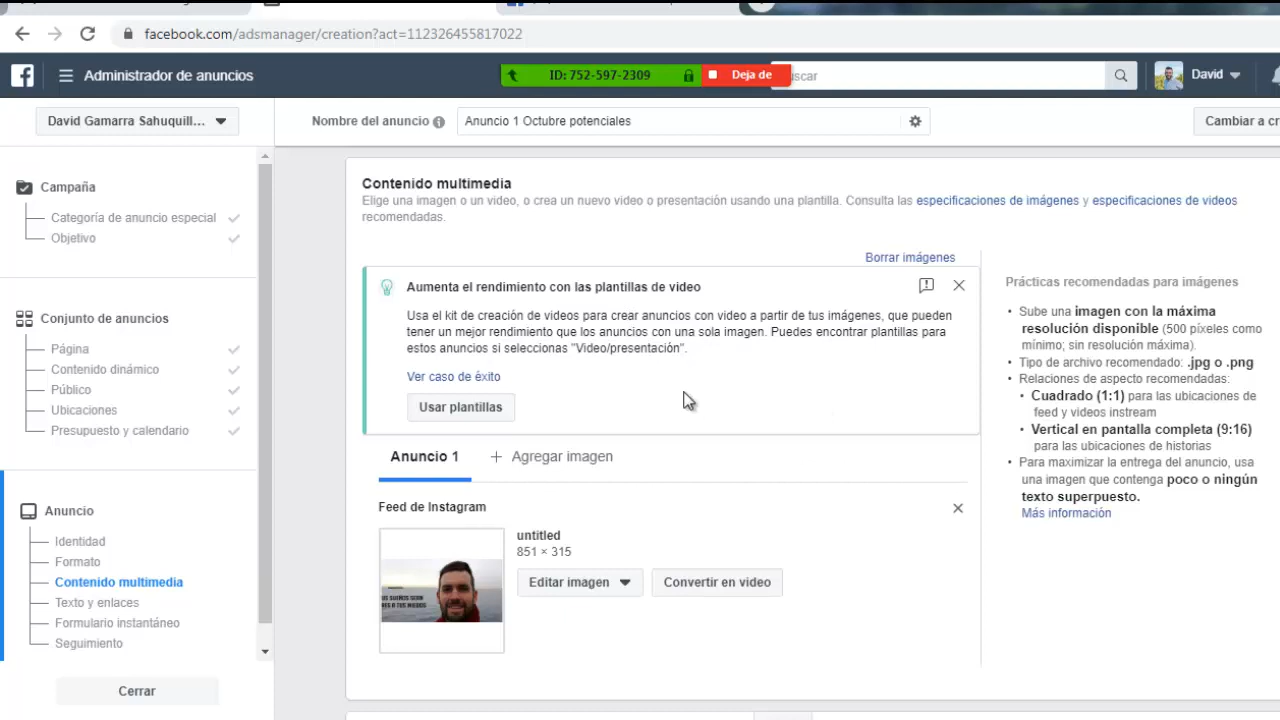 facebook.com/adsmanager/creation?act=112326455817022
Administrador de anuncios
ID: 752-597-2309
Deja de
uscar
David
David Gamarra Sahuquill...
Nombre del anuncio
Anuncio 1 Octubre potenciales
Cambiar a cr
Campaña
Categoría de anuncio especial
Objetivo
Conjunto de anuncios
Página
Contenido dinámico
Público
Ubicaciones
Presupuesto y calendario
Anuncio
Identidad
Formato
Contenido multimedia
Texto y enlaces
Formulario instantáneo
Seguimiento
Cerrar
Contenido multimedia
Elige una imagen o un video, o crea un nuevo video o presentación usando una plantilla. Consulta las especificaciones de imágenes y especificaciones de videos
recomendadas.
Borrar imágenes
Aumenta el rendimiento con las plantillas de video
Usa el kit de creación de videos para crear anuncios con video a partir de tus imágenes, que pueden
tener un mejor rendimiento que los anuncios con una sola imagen. Puedes encontrar plantillas para
estos anuncios si seleccionas "Video/presentación".
Ver caso de éxito
Usar plantillas
Anuncio 1
Agregar imagen
Feed de Instagram
untitled
851 × 315
Editar imagen
Convertir en video
Prácticas recomendadas para imágenes
• Sube una imagen con la máxima
resolución disponible (500 píxeles como
mínimo; sin resolución máxima).
• Tipo de archivo recomendado: .jpg o .png
• Relaciones de aspecto recomendadas:
• Cuadrado (1:1) para las ubicaciones de
feed y videos instream
• Vertical en pantalla completa (9:16)
para las ubicaciones de historias
• Para maximizar la entrega del anuncio, usa
una imagen que contenga poco o ningún
texto superpuesto.
Más información